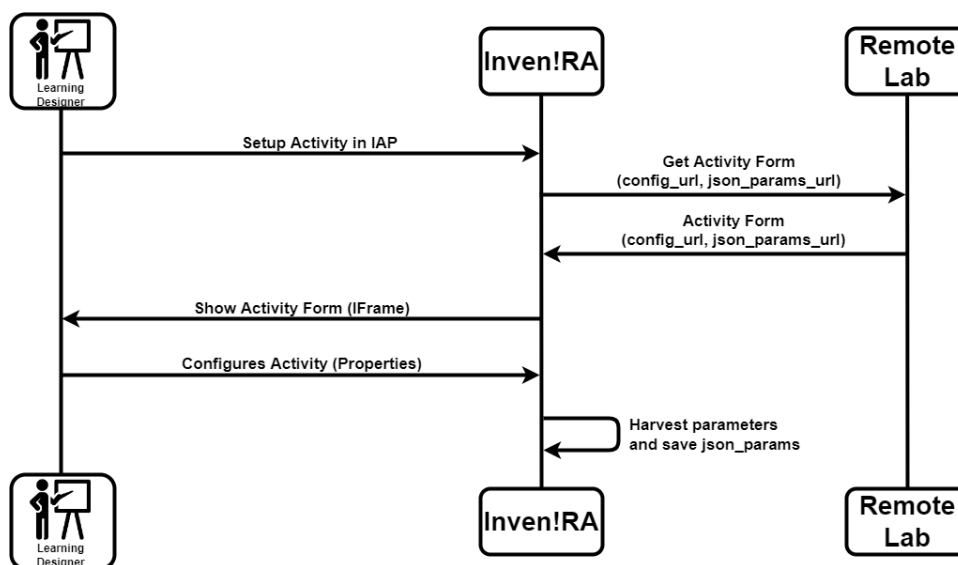 Learning
Designer
Inven!RA
Remote
Lab
Setup Activity in IAP
Get Activity Form
(config_url, json_params_url)
Activity Form
(config_url, json_params_url)
Show Activity Form (IFrame)
Configures Activity (Properties)
Harvest parameters
and save json_params
Learning
Designer
Inven!RA
Remote
Lab